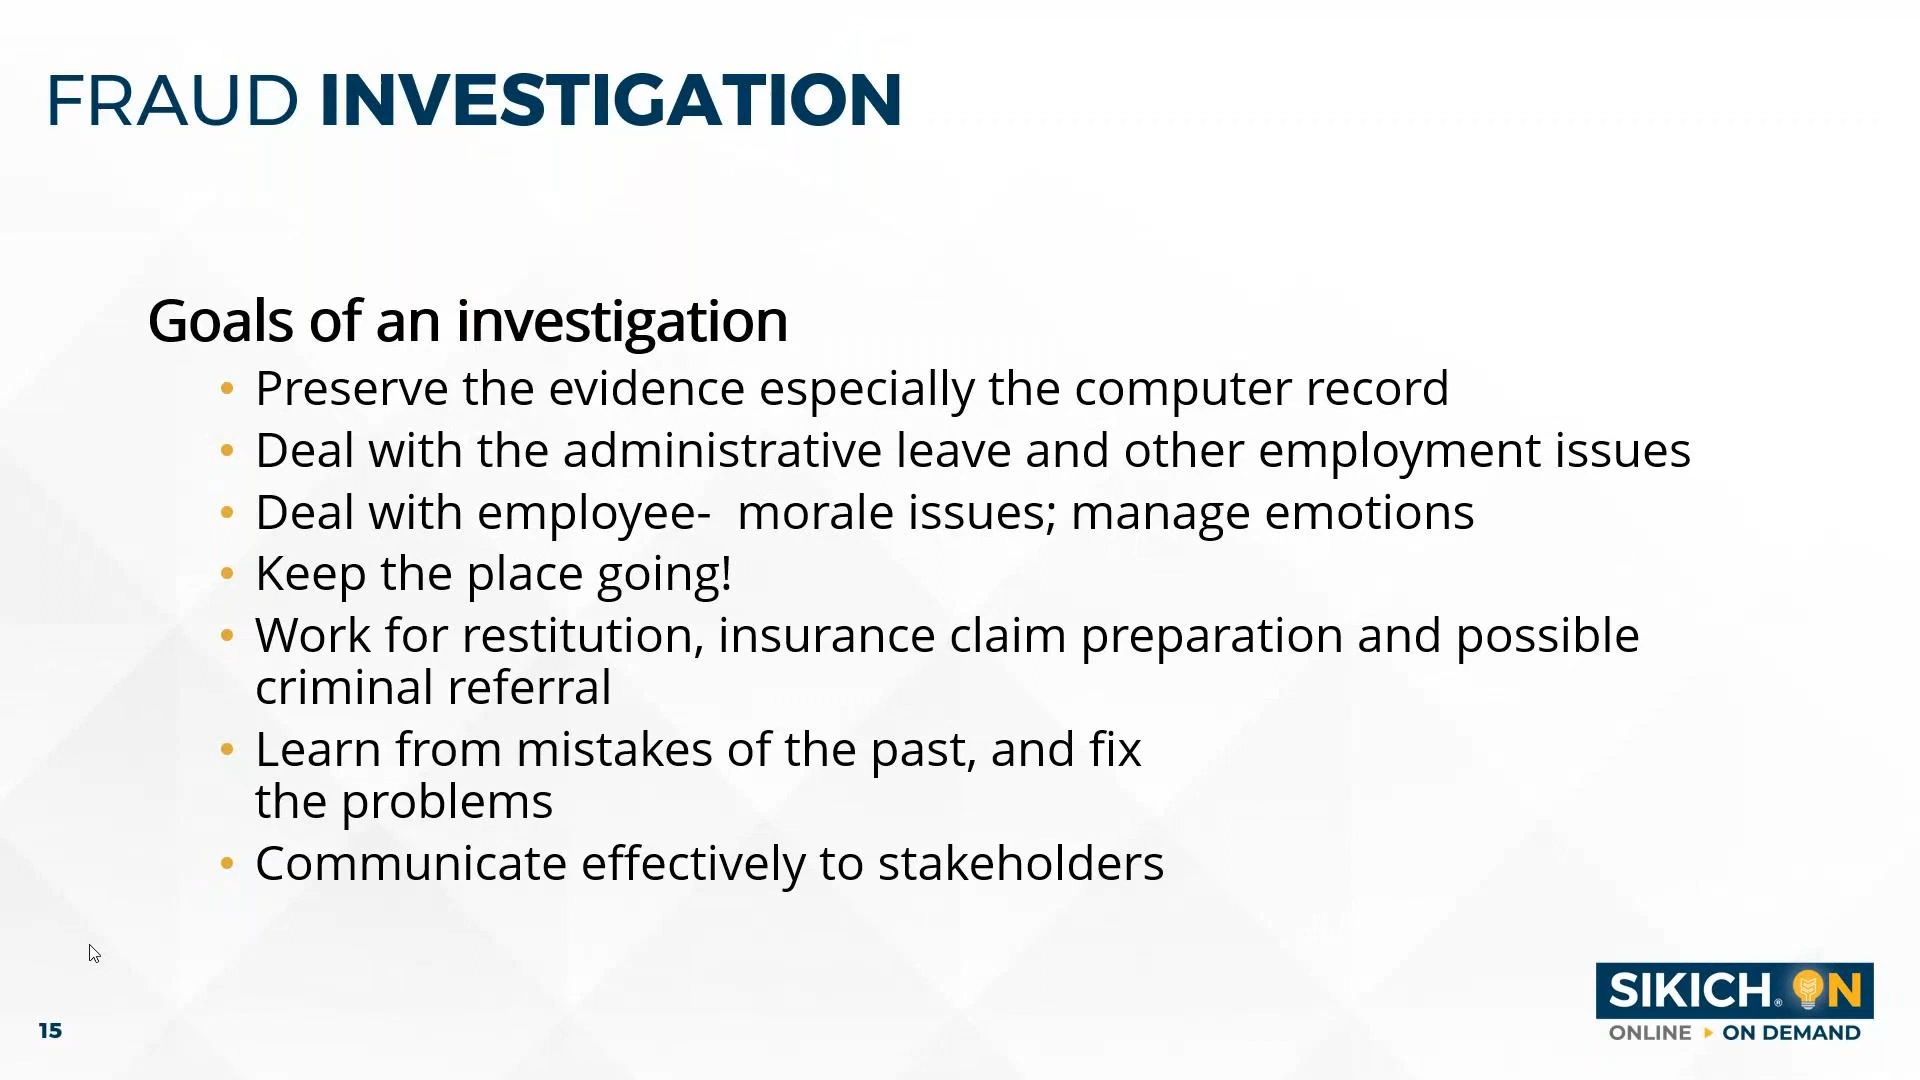 FRAUD INVESTIGATION
Goals of an investigation
• Preserve the evidence especially the computer record
• Deal with the administrative leave and other employment issues
• Deal with employee-  morale issues; manage emotions
• Keep the place going!
• Work for restitution, insurance claim preparation and possible
criminal referral
• Learn from mistakes of the past, and fix
the problems
• Communicate effectively to stakeholders
15
SIKICH® ON
ONLINE ▸ ON DEMAND